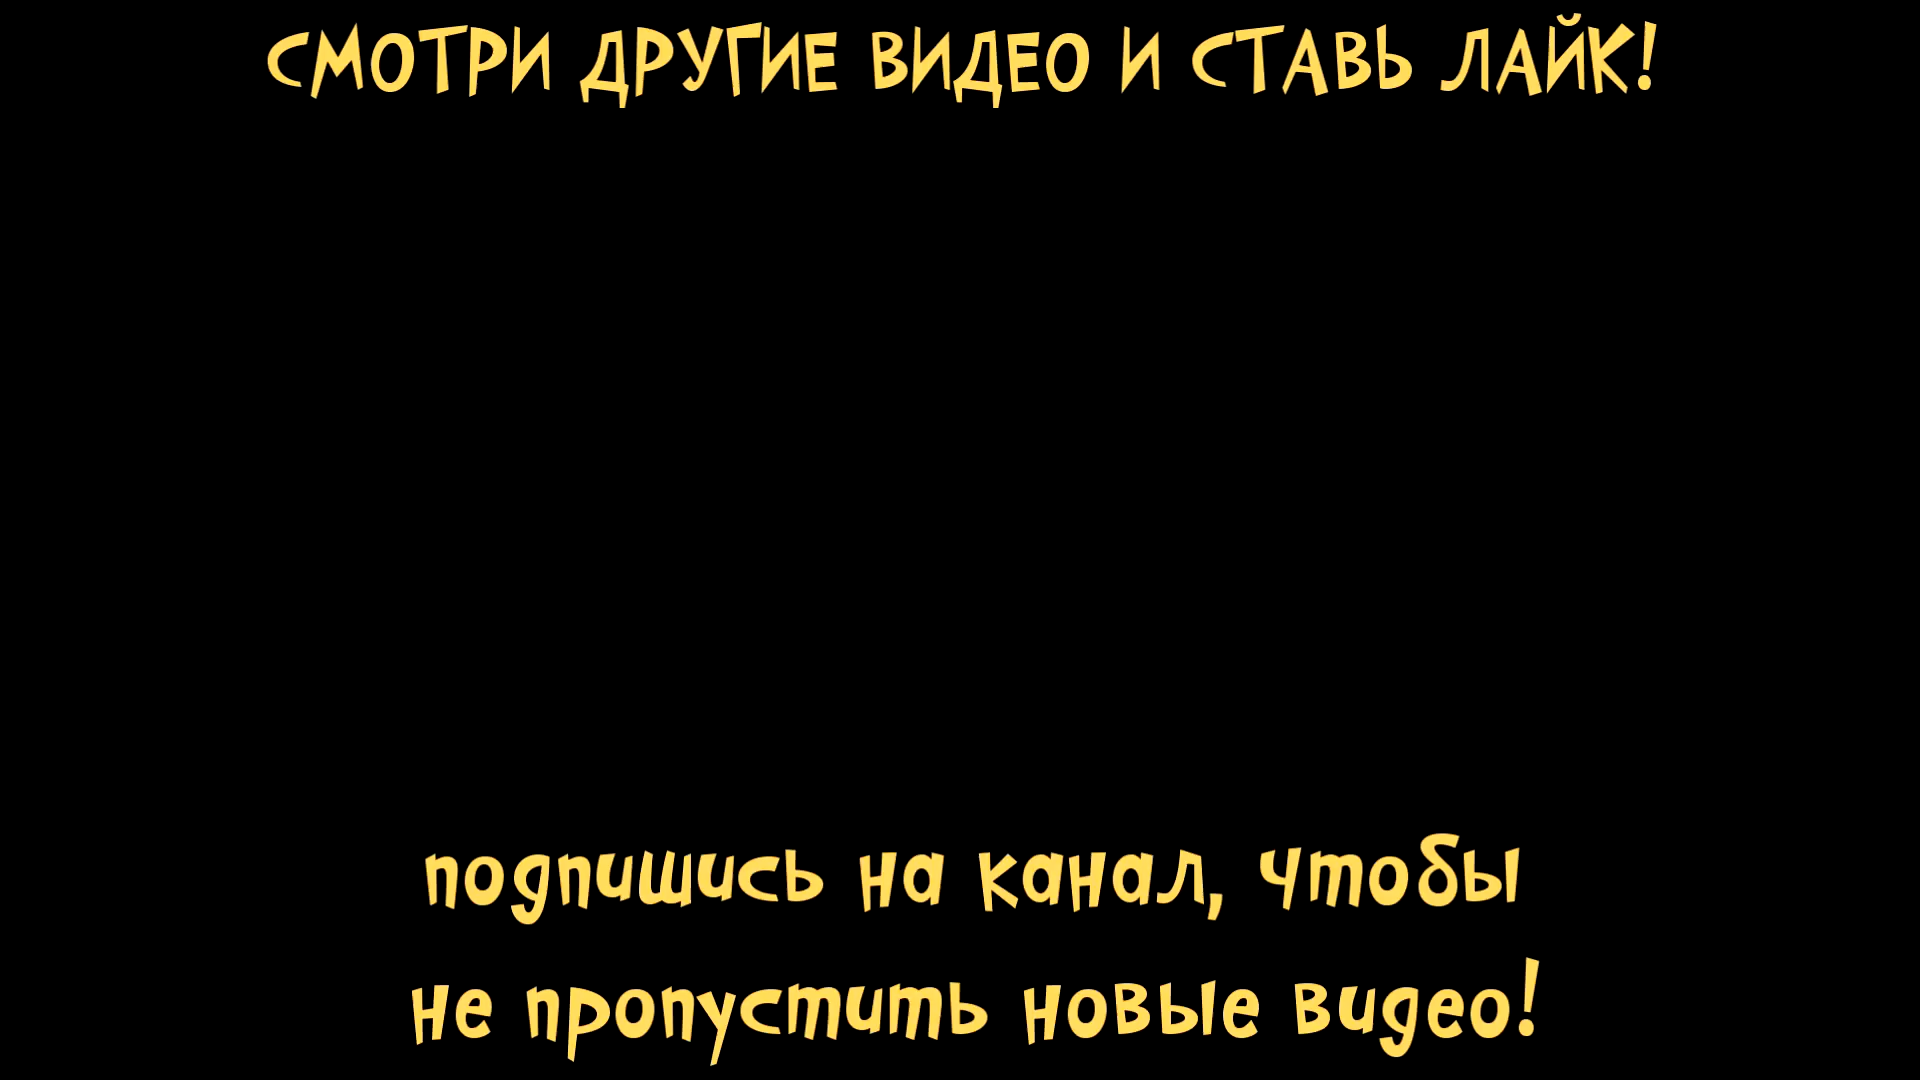 СМОТРИ ДРУГИЕ ВИДЕО И СТАВЬ ЛАЙК!
подпишись на канал, чтобы
не пропустить новые видео!